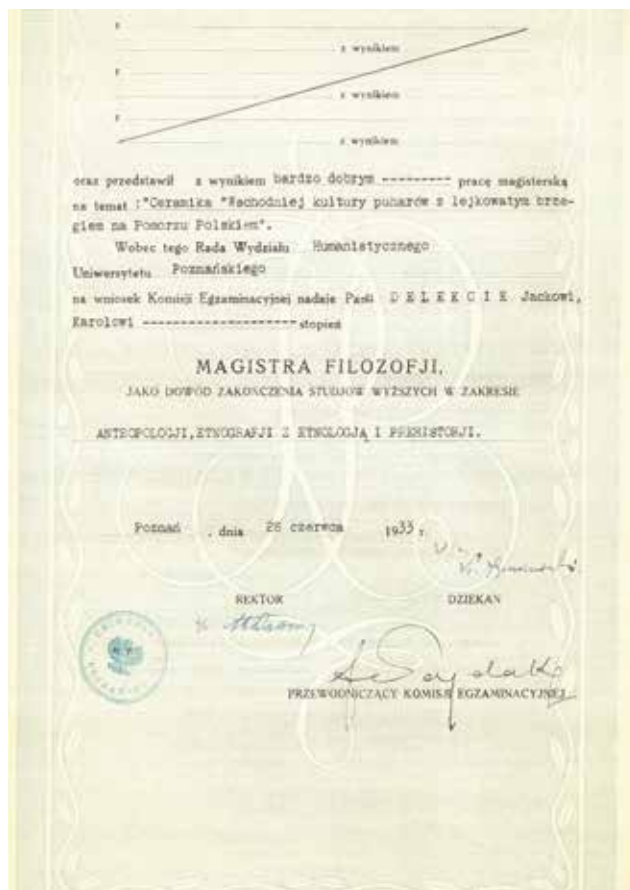 r
z wynikiem
r
z wynikiem
r
z wynikiem
oraz przedstawił z wynikiem bardzo dobrym --------- pracę magisterską
na temat :"Ceramika "Wschodniej kultury puharów z lejkowatym brze-
giem na Pomorzu Polskiem".
Wobec tego Rada Wydziału Humanistycznego
Uniwersytetu Poznańskiego
na wniosek Komisji Egzaminacyjnej nadaje Panu D E L E K C I E Jackowi,
Karolowi -------------------- stopień
MAGISTRA FILOZOFJI,
JAKO DOWÓD ZAKOŃCZENIA STUDJÓW WYŻSZYCH W ZAKRESIE
ANTROPOLOGJI,ETNOGRAFJI Z ETNOLOGJĄ I PREHISTORJI.
Poznań , dnia 26 czerwca 1933 r.
REKTOR DZIEKAN
PRZEWODNICZĄCY KOMISJI EGZAMINACYJNEJ